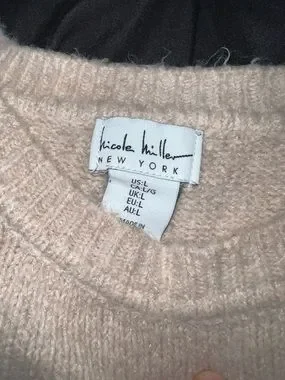 Nicole Miller
NEW YORK
US:L
CA:L/G
UK:L
EU:L
AU:L
MADE IN